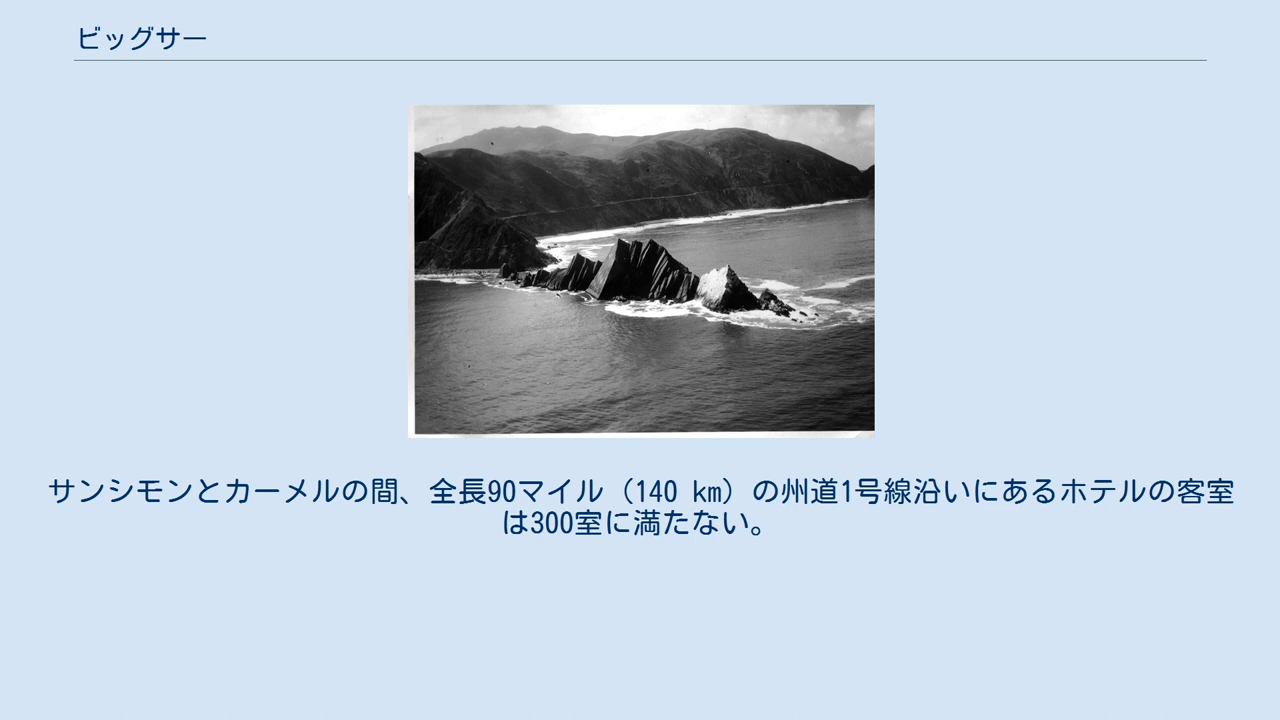 ビッグサー
サンシモンとカーメルの間、全長90マイル（140 km）の州道1号線沿いにあるホテルの客室
は300室に満たない。